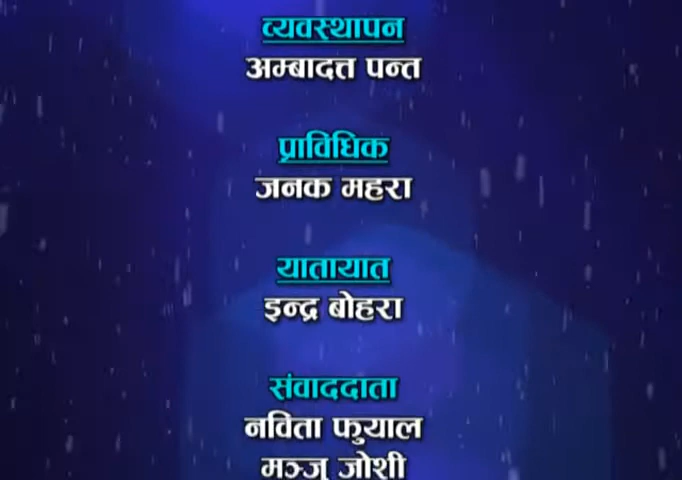 व्यवस्थापन
अम्बादत्त पन्त
प्राविधिक
जनक महरा
यातायात
इन्द्र बोहरा
संवाददाता
नविता फुयाल
मञ्जु जोशी